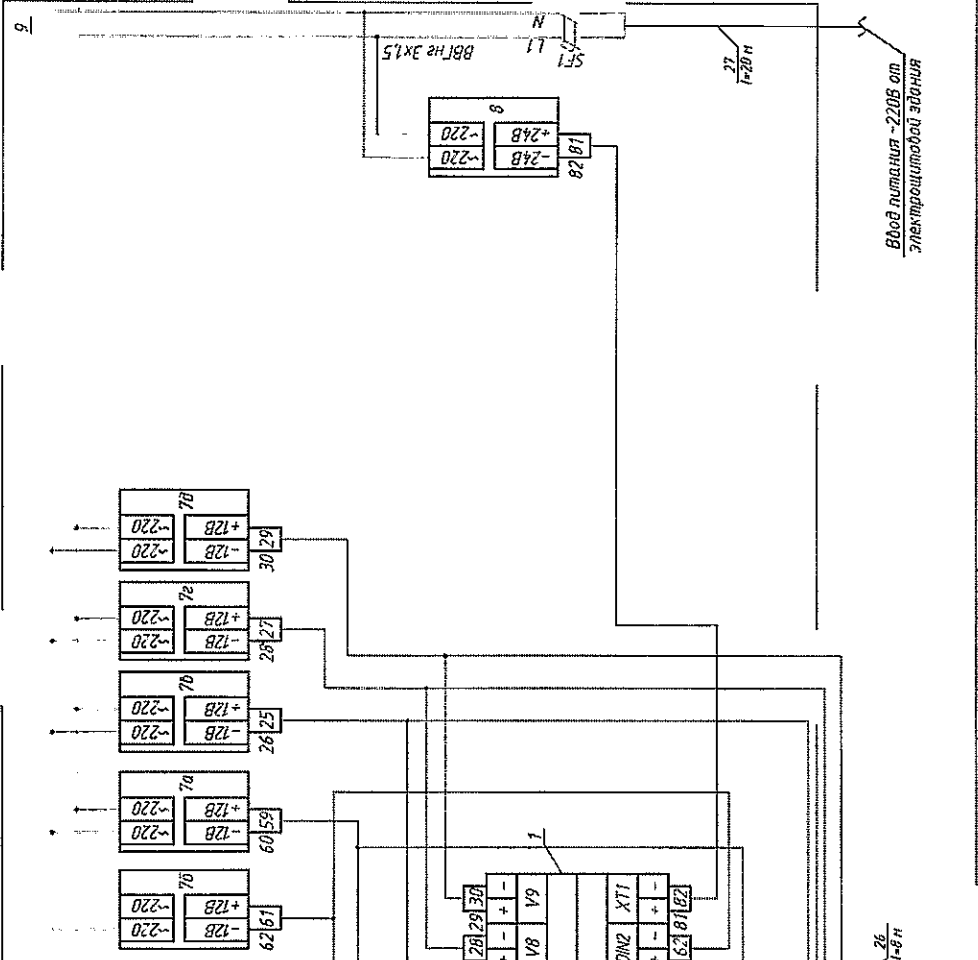 9
ВВГнг 3х1,5
N
L1
SF1
27
l=20 м
Ввод питания ~220В от
электрощитовой здания
8
~220
~220
+24В
-24В
81
82
7д
~220
~220
+12В
-12В
29
30
7г
~220
~220
+12В
-12В
27
28
7в
~220
~220
+12В
-12В
25
26
7а
~220
~220
+12В
-12В
59
60
7б
~220
~220
+12В
-12В
61
62
1
30
29
28
-
+
-
+
V9
V8
XT1
DIN2
-
+
-
+
82
81
62
26
l=8 м